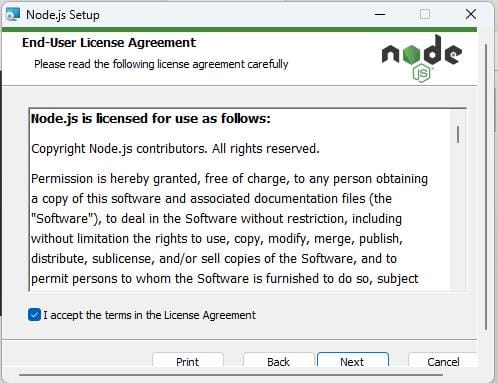 Node.js Setup
End-User License Agreement
Please read the following license agreement carefully
node
JS
Node.js is licensed for use as follows:
Copyright Node.js contributors. All rights reserved.
Permission is hereby granted, free of charge, to any person obtaining
a copy of this software and associated documentation files (the
"Software"), to deal in the Software without restriction, including
without limitation the rights to use, copy, modify, merge, publish,
distribute, sublicense, and/or sell copies of the Software, and to
permit persons to whom the Software is furnished to do so, subject
I accept the terms in the License Agreement
Print Back Next Cancel